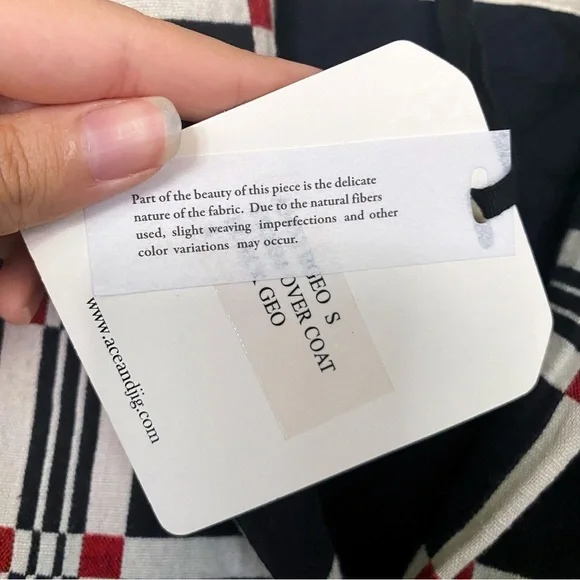 Part of the beauty of this piece is the delicate
nature of the fabric. Due to the natural fibers
used, slight weaving imperfections and other
color variations may occur.
GEO S
OVER COAT
GEO
www.aceandjig.com